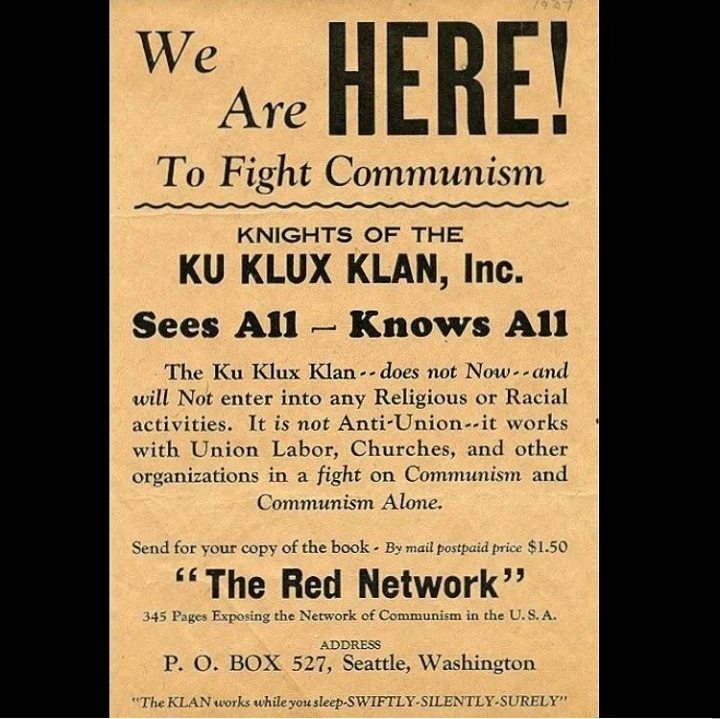 We
Are HERE!
To Fight Communism
KNIGHTS OF THE
KU KLUX KLAN, Inc.
Sees All – Knows All
The Ku Klux Klan--does not Now--and
will Not enter into any Religious or Racial
activities. It is not Anti-Union--it works
with Union Labor, Churches, and other
organizations in a fight on Communism and
Communism Alone.
Send for your copy of the book - By mail postpaid price $1.50
"The Red Network"
345 Pages Exposing the Network of Communism in the U. S. A.
ADDRESS
P. O. BOX 527, Seattle, Washington
"The KLAN works while you sleep-SWIFTLY-SILENTLY-SURELY"